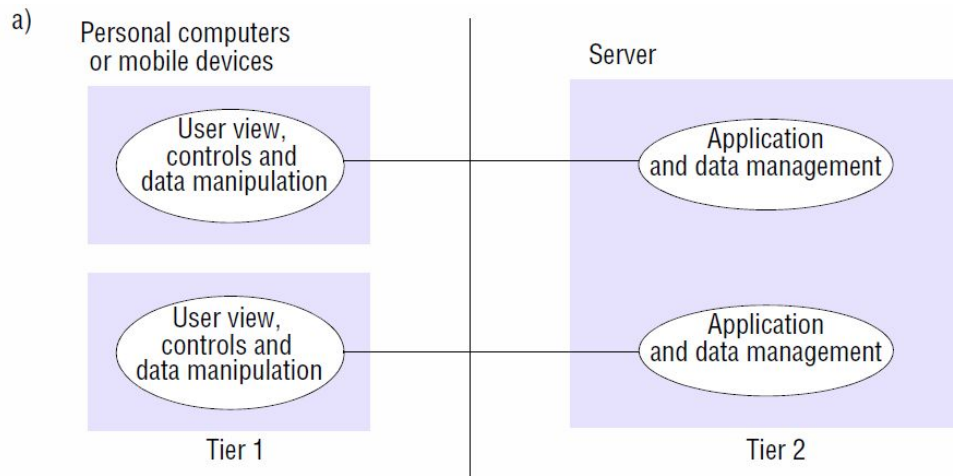 a)
Personal computers
or mobile devices
Server
User view,
controls and
data manipulation
Application
and data management
User view,
controls and
data manipulation
Application
and data management
Tier 1
Tier 2